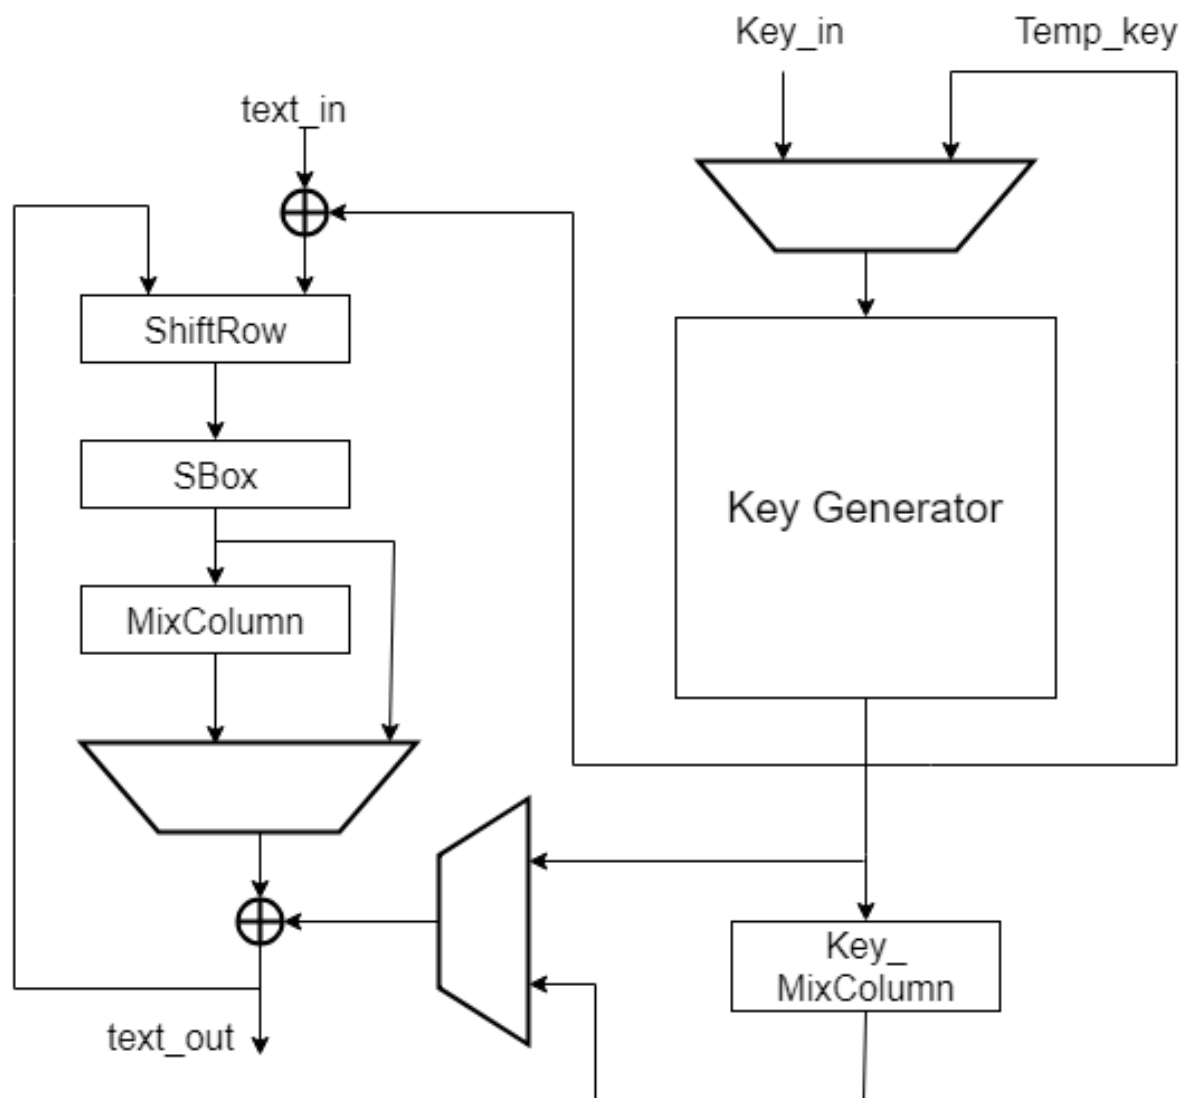 Key_in
Temp_key
text_in
ShiftRow
SBox
Key Generator
MixColumn
Key_
MixColumn
text_out